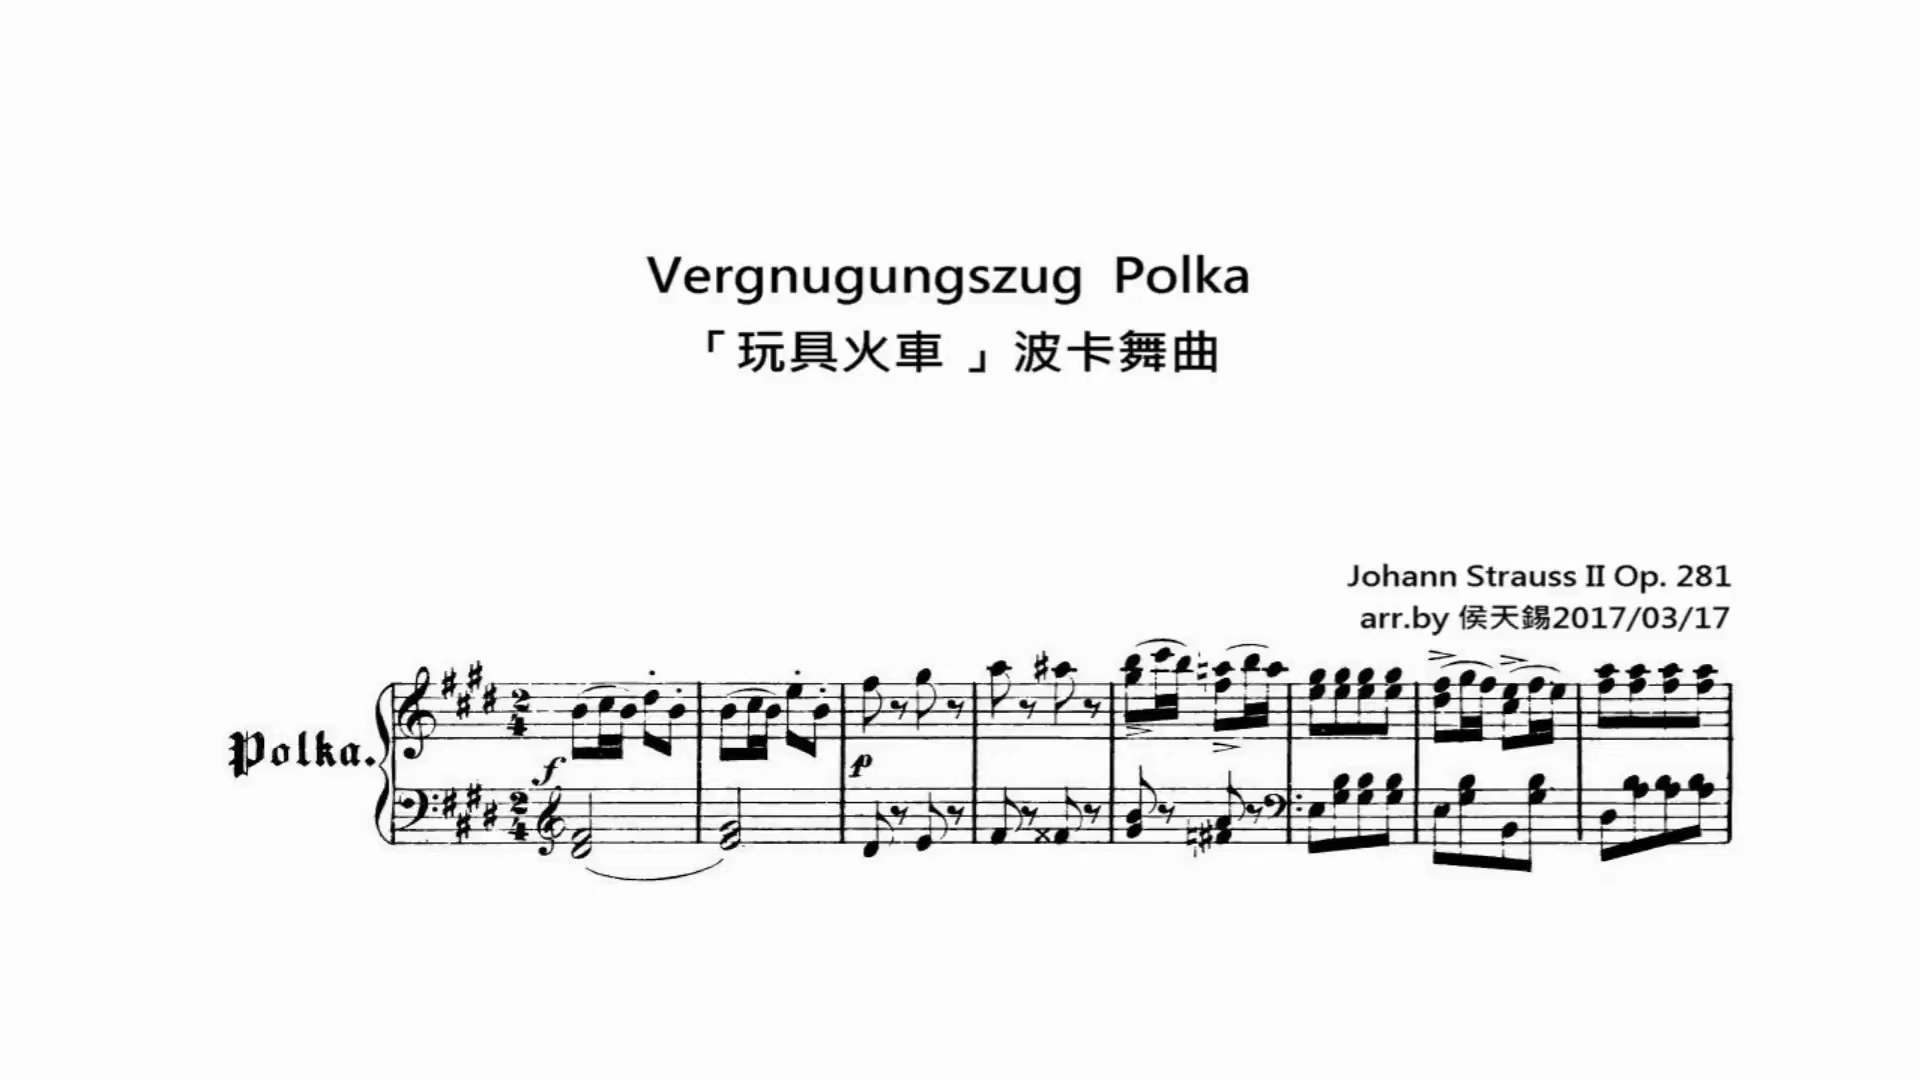 Vergnugungszug Polka
「玩具火車」波卡舞曲
Johann Strauss II Op. 281
arr.by 侯天錫2017/03/17
Polka.
f
p